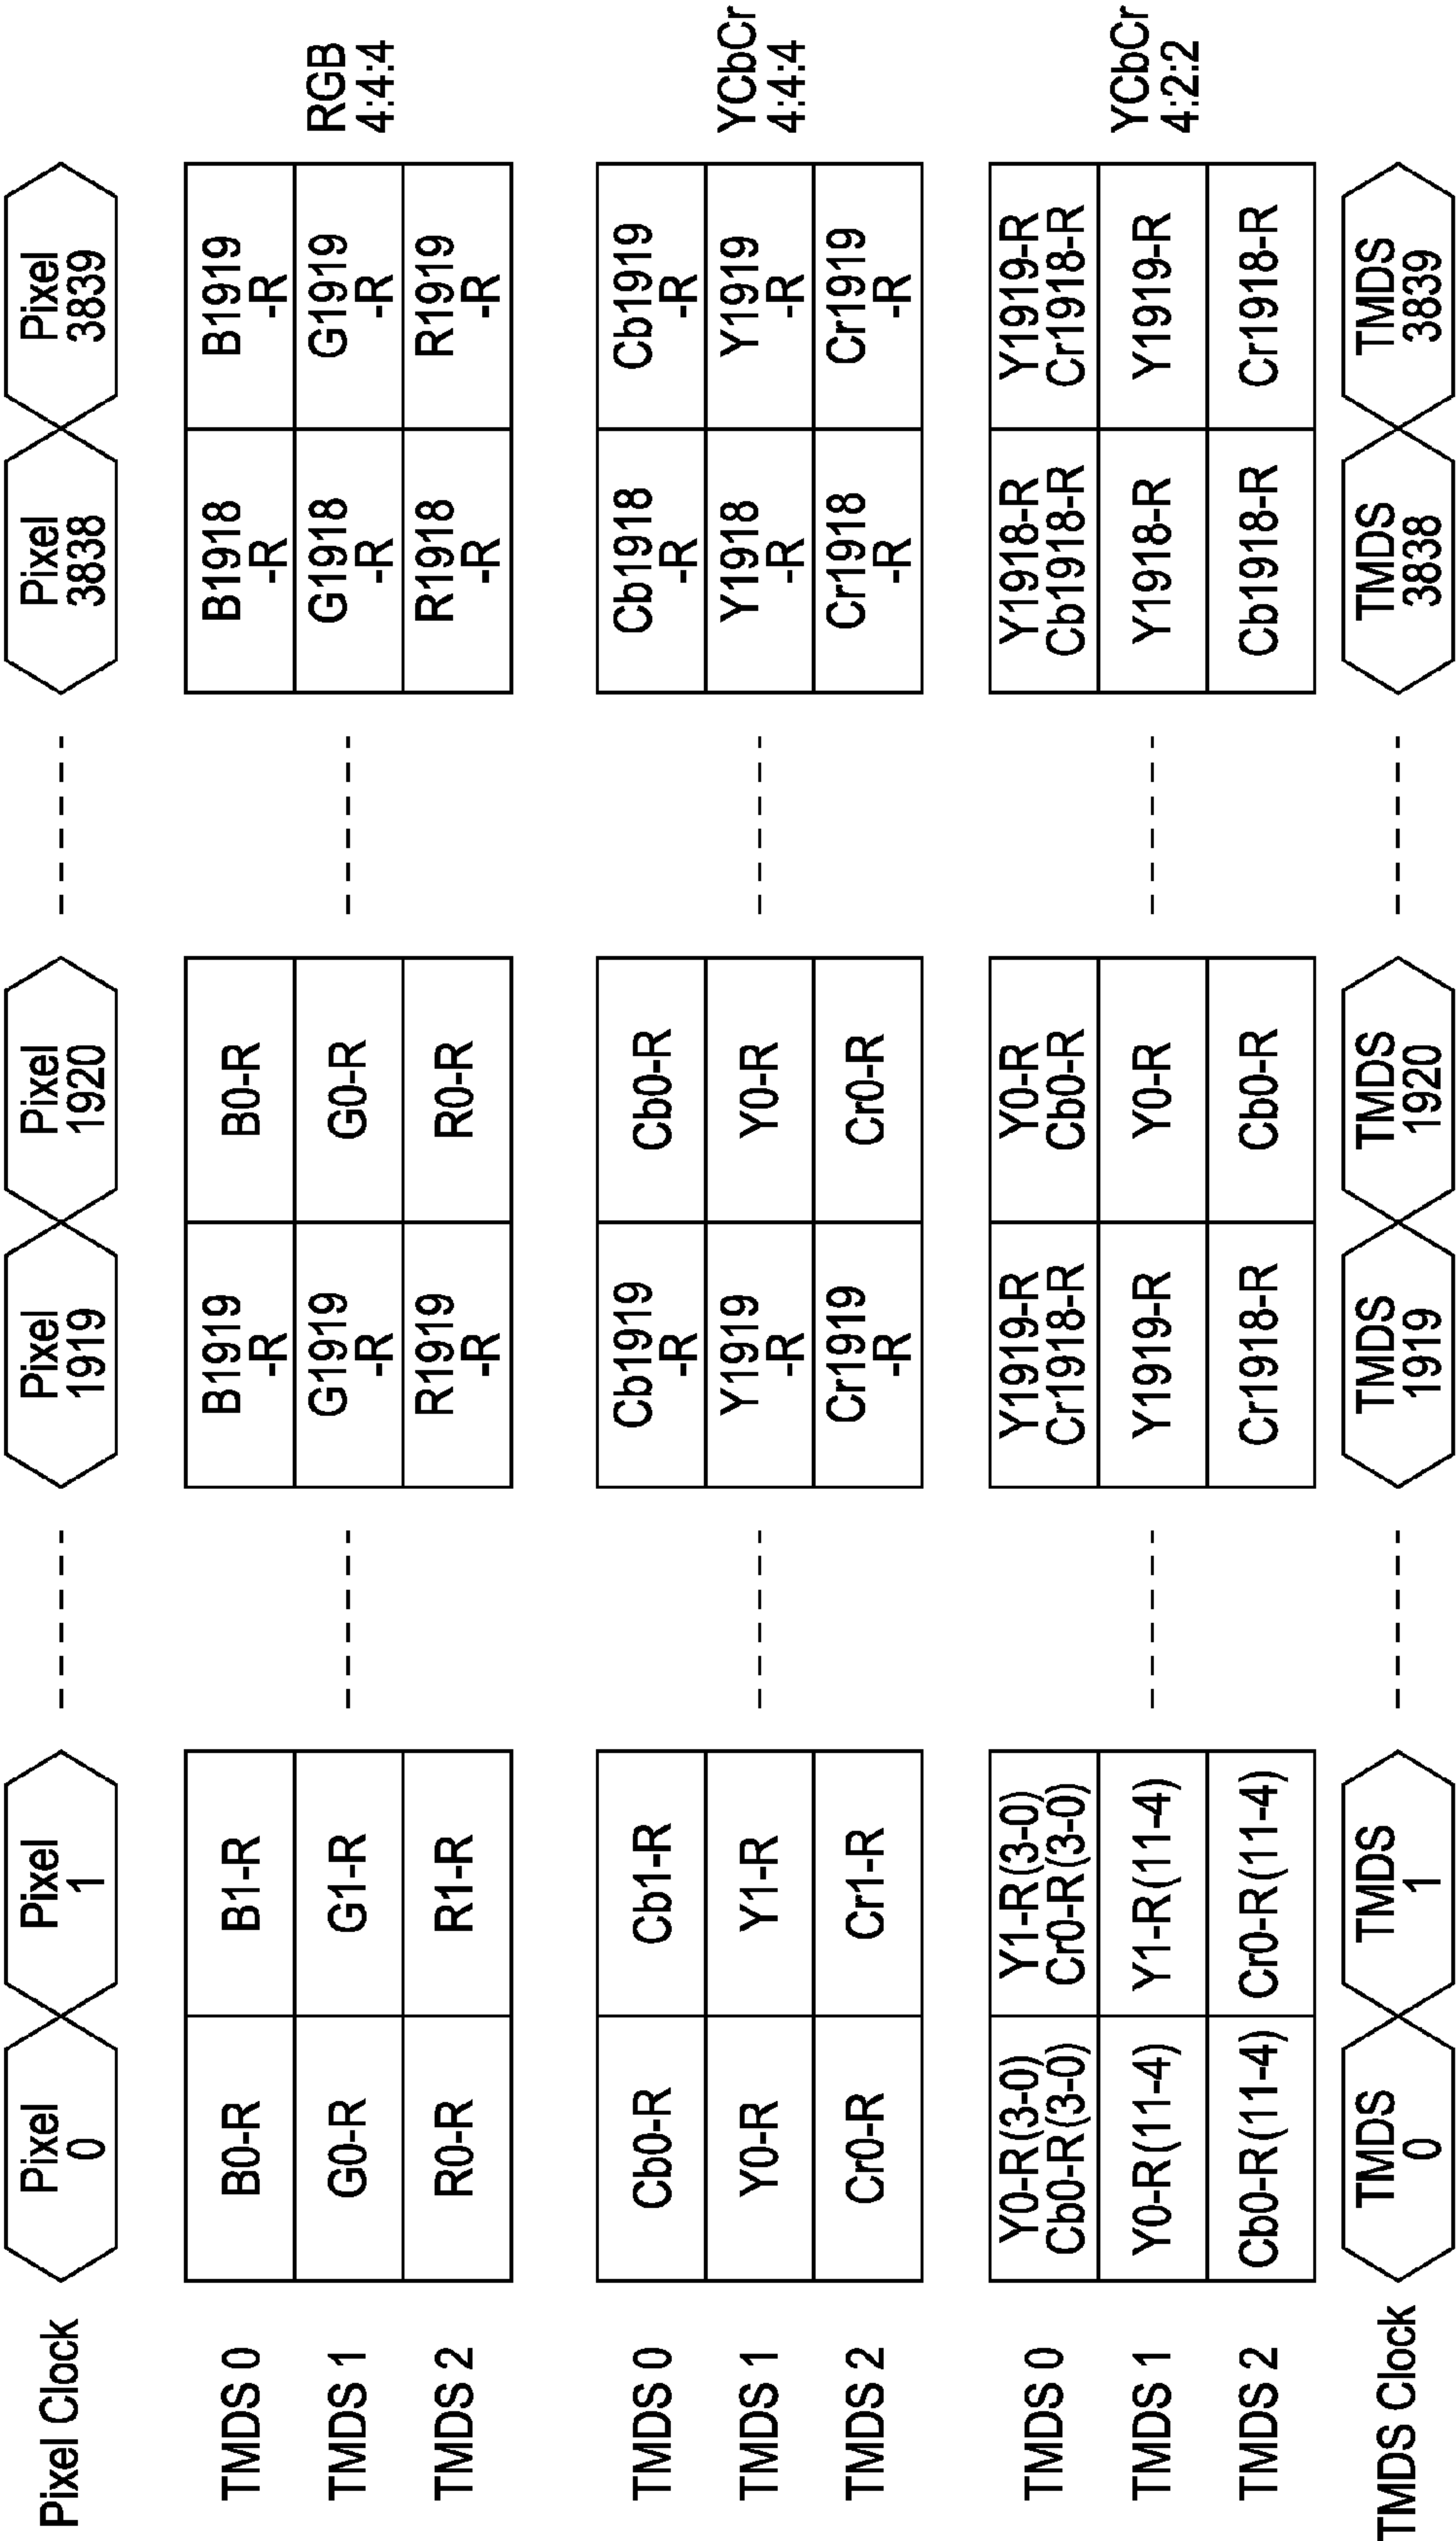 Pixel Clock
Pixel
0
Pixel
1
Pixel
1919
Pixel
1920
Pixel
3838
Pixel
3839
TMDS 0
B0-R
B1-R
B1919
-R
B0-R
B1918
-R
B1919
-R
TMDS 1
G0-R
G1-R
G1919
-R
G0-R
G1918
-R
G1919
-R
TMDS 2
R0-R
R1-R
R1919
-R
R0-R
R1918
-R
R1919
-R
RGB
4:4:4
TMDS 0
Cb0-R
Cb1-R
Cb1919
-R
Cb0-R
Cb1918
-R
Cb1919
-R
TMDS 1
Y0-R
Y1-R
Y1919
-R
Y0-R
Y1918
-R
Y1919
-R
TMDS 2
Cr0-R
Cr1-R
Cr1919
-R
Cr0-R
Cr1918
-R
Cr1919
-R
YCbCr
4:4:4
TMDS 0
Y0-R(3-0)
Cb0-R(3-0)
Y1-R(3-0)
Cr0-R(3-0)
Y1919-R
Cr1918-R
Y0-R
Cb0-R
Y1918-R
Cb1918-R
Y1919-R
Cr1918-R
TMDS 1
Y0-R(11-4)
Y1-R(11-4)
Y1919-R
Y0-R
Y1918-R
Y1919-R
TMDS 2
Cb0-R(11-4)
Cr0-R(11-4)
Cr1918-R
Cb0-R
Cb1918-R
Cr1918-R
YCbCr
4:2:2
TMDS Clock
TMDS
0
TMDS
1
TMDS
1919
TMDS
1920
TMDS
3838
TMDS
3839